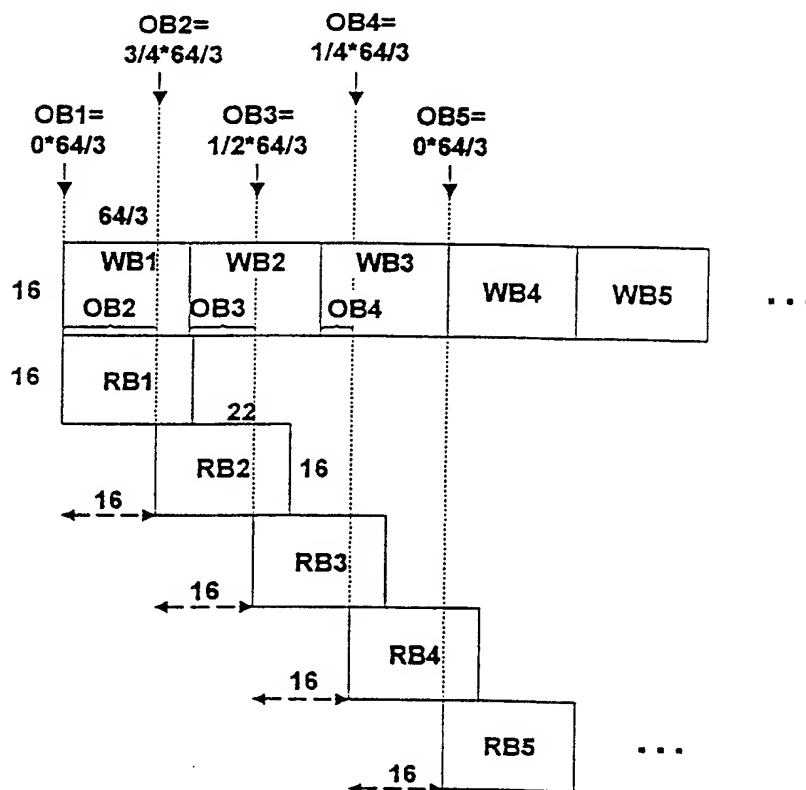 OB2=
3/4*64/3
OB4=
1/4*64/3
OB1=
0*64/3
OB3=
1/2*64/3
OB5=
0*64/3
64/3
WB1
WB2
WB3
WB4
WB5
16
OB2
OB3
OB4
...
16
RB1
22
RB2
16
16
RB3
16
RB4
16
RB5
...
16